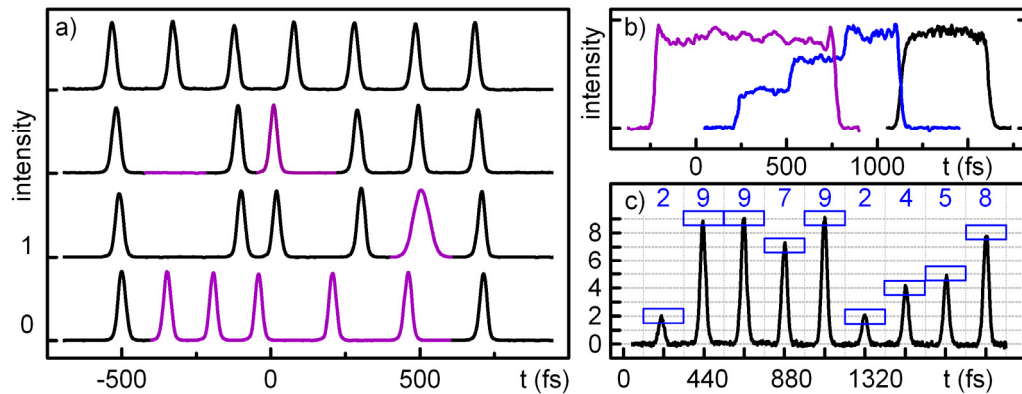 a)
intensity
1
0
-500 0 500 t (fs)
b)
intensity
0 500 1000 t (fs)
c)
2 9 9 7 9 2 4 5 8
8
6
4
2
0
0 440 880 1320 t (fs)